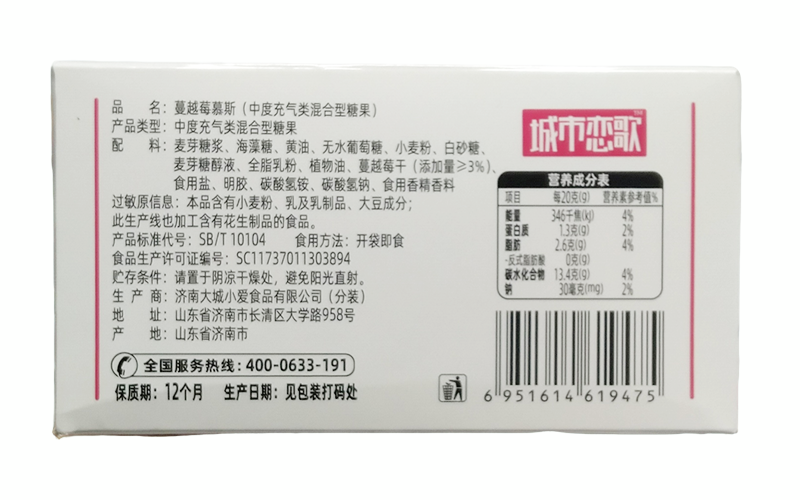 品 名：蔓越莓慕斯（中度充气类混合型糖果）
产品类型：中度充气类混合型糖果
配 料：麦芽糖浆、海藻糖、黄油、无水葡萄糖、小麦粉、白砂糖、
麦芽糖醇液、全脂乳粉、植物油、蔓越莓干（添加量≥3%）、
食用盐、明胶、碳酸氢铵、碳酸氢钠、食用香精香料
过敏原信息：本品含有小麦粉、乳及乳制品、大豆成分；
此生产线也加工含有花生制品的食品。
产品标准代号：SB/T 10104 食用方法：开袋即食
食品生产许可证编号：SC11737011303894
贮存条件：请置于阴凉干燥处，避免阳光直射。
生 产 商：济南大城小爱食品有限公司（分装）
地 址：山东省济南市长清区大学路958号
产 地：山东省济南市
全国服务热线：400-0633-191
保质期：12个月 生产日期：见包装打码处
城市恋歌™
营养成分表
项目 每20克(g) 营养素参考值%
能量 346千焦(kJ) 4%
蛋白质 1.3克(g) 2%
脂肪 2.6克(g) 4%
-反式脂肪酸 0克(g)
碳水化合物 13.4克(g) 4%
钠 30毫克(mg) 2%
6 951614 619475